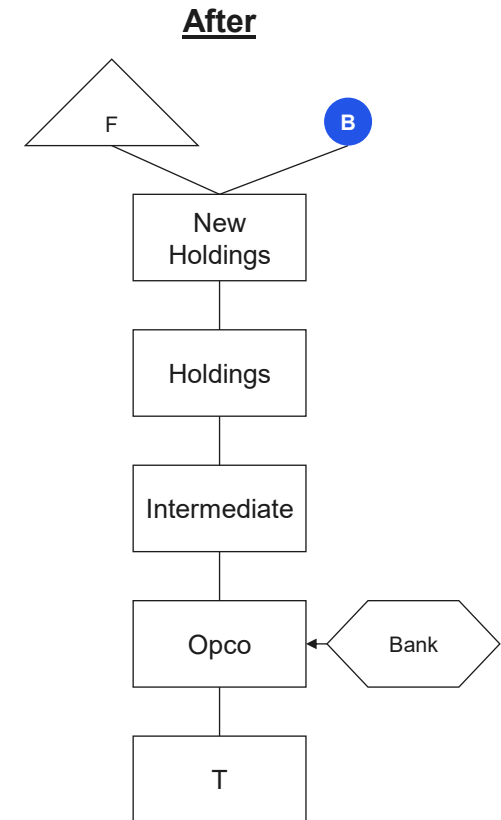 After
F
B
New
Holdings
Holdings
Intermediate
Opco
Bank
T